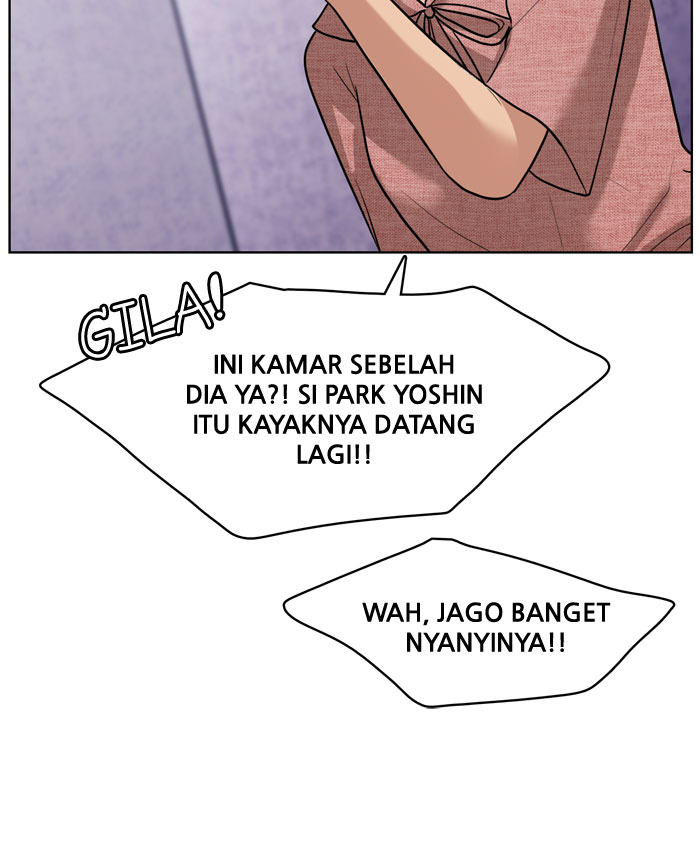 GILA!
INI KAMAR SEBELAH
DIA YA?! SI PARK YOSHIN
ITU KAYAKNYA DATANG
LAGI!!
WAH, JAGO BANGET
NYANYINYA!!